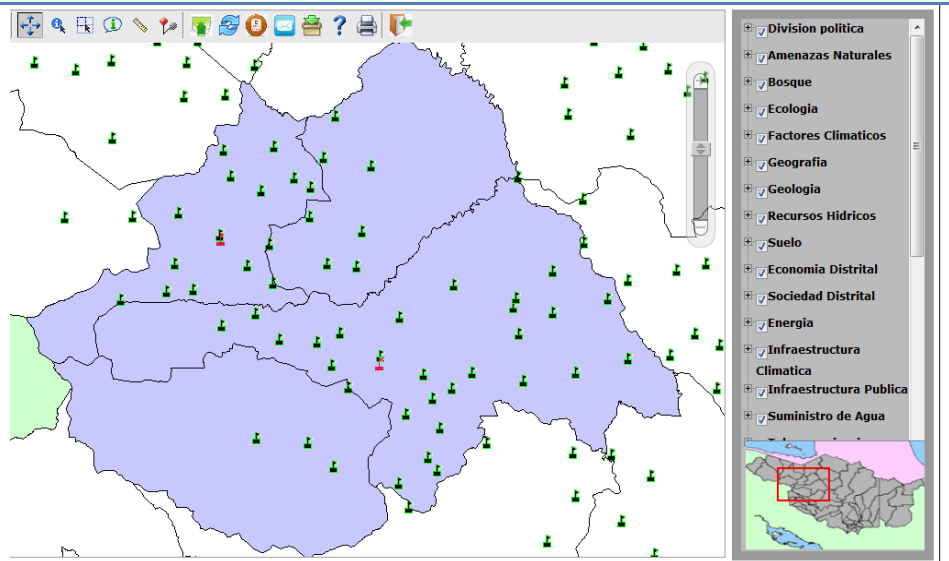 Division politica
Amenazas Naturales
Bosque
Ecologia
Factores Climaticos
Geografia
Geologia
Recursos Hidricos
Suelo
Economia Distrital
Sociedad Distrital
Energia
Infraestructura
Climatica
Infraestructura Publica
Suministro de Agua